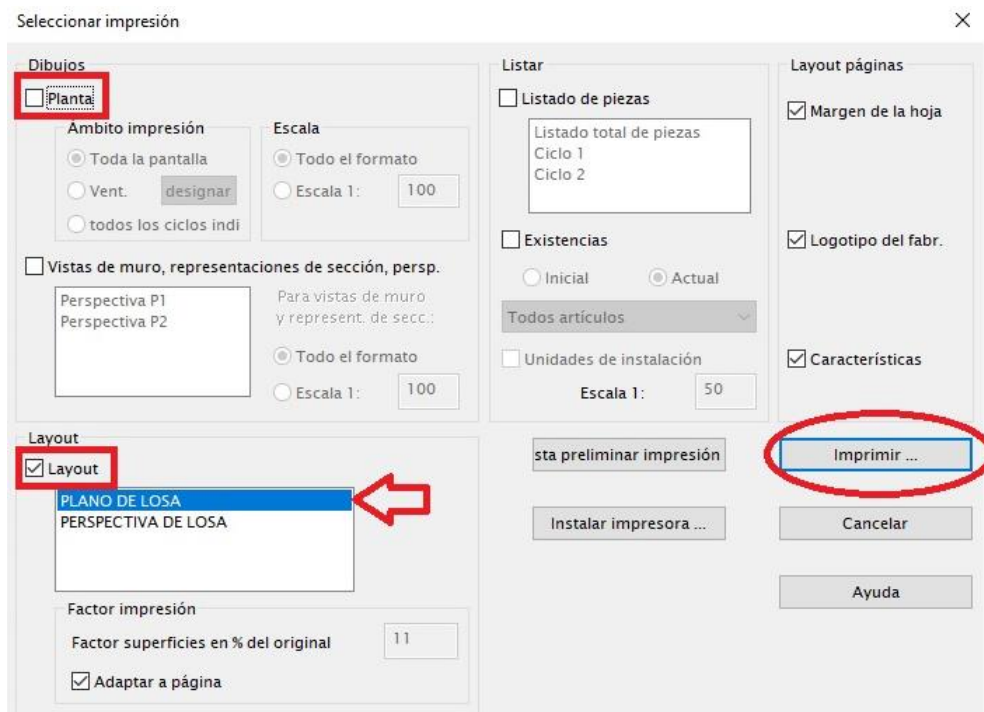 Seleccionar impresión
Dibujos
Planta
Ámbito impresión
Toda la pantalla
Vent.
designar
todos los ciclos indi
Escala
Todo el formato
Escala 1:
100
Vistas de muro, representaciones de sección, persp.
Perspectiva P1
Perspectiva P2
Para vistas de muro
y represent. de secc.:
Todo el formato
Escala 1:
100
Listar
Listado de piezas
Listado total de piezas
Ciclo 1
Ciclo 2
Existencias
Inicial
Actual
Todos artículos
Unidades de instalación
Escala 1:
50
Layout páginas
Margen de la hoja
Logotipo del fabr.
Características
Layout
Layout
PLANO DE LOSA
PERSPECTIVA DE LOSA
Factor impresión
Factor superficies en % del original
11
Adaptar a página
sta preliminar impresión
Instalar impresora ...
Imprimir ...
Cancelar
Ayuda